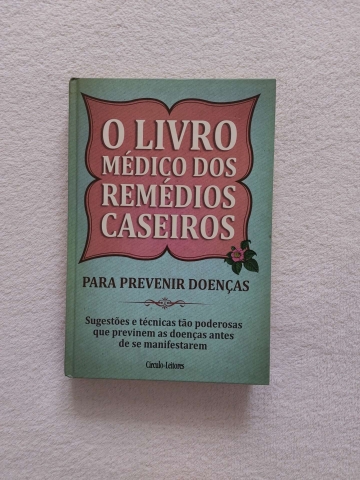 O LIVRO
MÉDICO DOS
REMÉDIOS
CASEIROS
PARA PREVENIR DOENÇAS
Sugestões e técnicas tão poderosas
que previnem as doenças antes
de se manifestarem
Círculo-Leitores